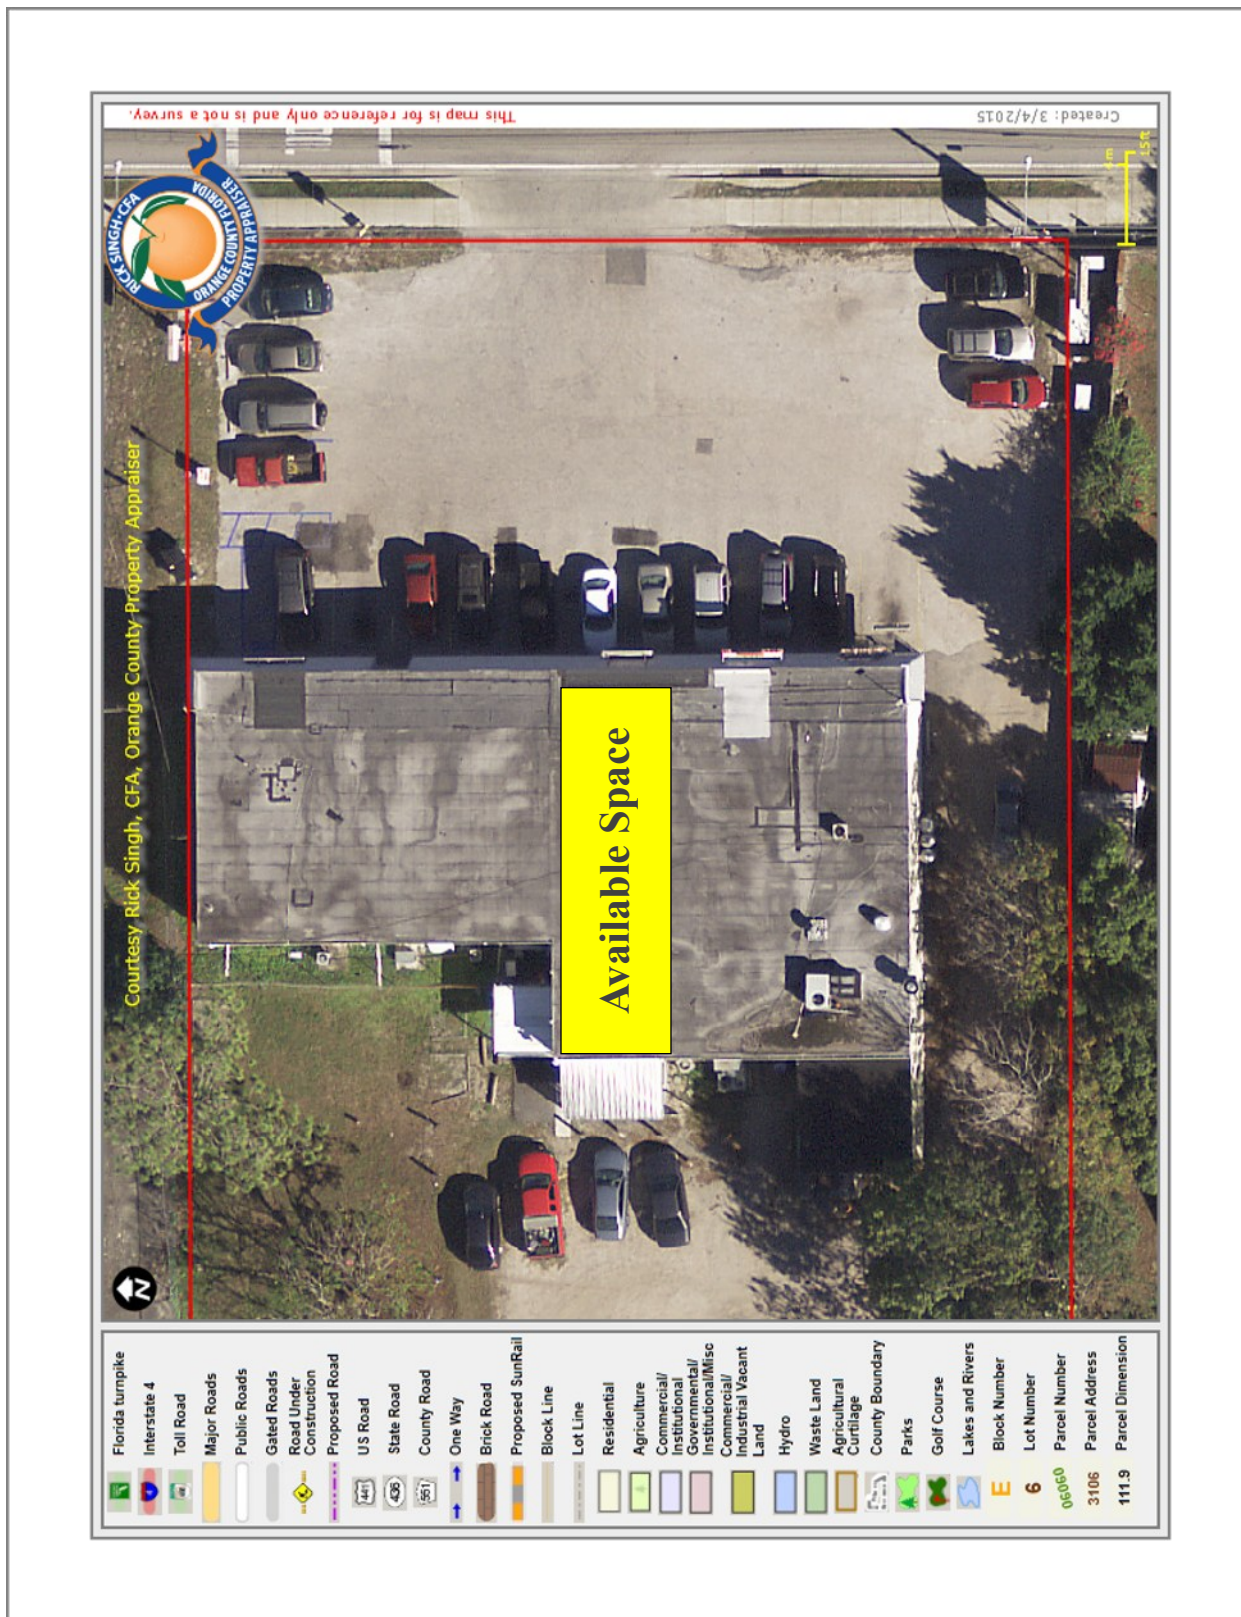 This map is for reference only and is not a survey.
Created: 3/4/2015
RICK SINGH, CFA
ORANGE COUNTY FLORIDA
PROPERTY APPRAISER
Courtesy Rick Singh, CFA, Orange County Property Appraiser
15ft
Available Space
N
Florida turnpike
4
Interstate 4
Toll Road
Major Roads
Public Roads
Gated Roads
Road Under
Construction
Proposed Road
441
US Road
436
State Road
551
County Road
One Way
Brick Road
Proposed SunRail
Block Line
Lot Line
Residential
Agriculture
Commercial/
Institutional
Governmental/
Institutional/Misc
Commercial/
Industrial Vacant
Land
Hydro
Waste Land
Agricultural
Curtilage
County Boundary
Parks
Golf Course
Lakes and Rivers
E
Block Number
6
Lot Number
06060
Parcel Number
3106
Parcel Address
111.9
Parcel Dimension